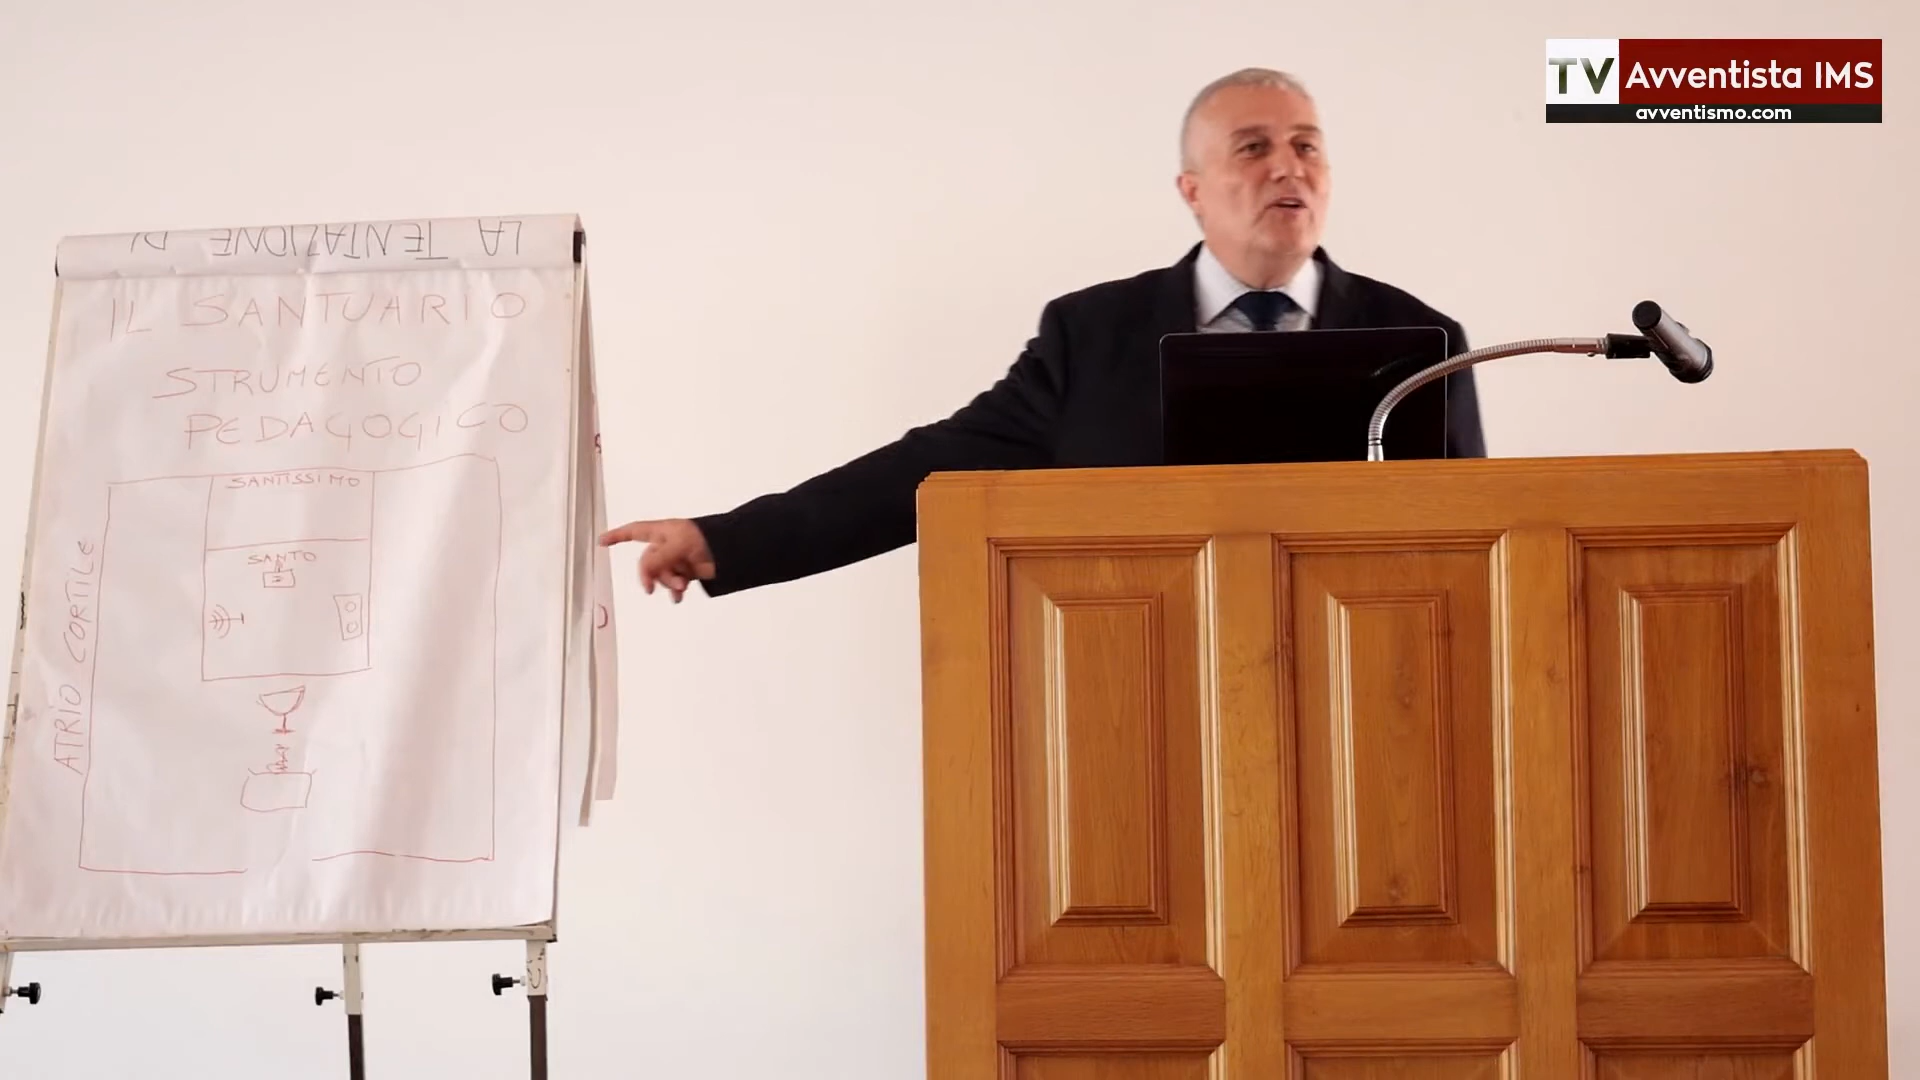 TV Avventista IMS
avventismo.com
LA TENTAZIONE DI
IL SANTUARIO
STRUMENTO
PEDAGOGICO
SANTISSIMO
SANTO
ATRIO CORTILE